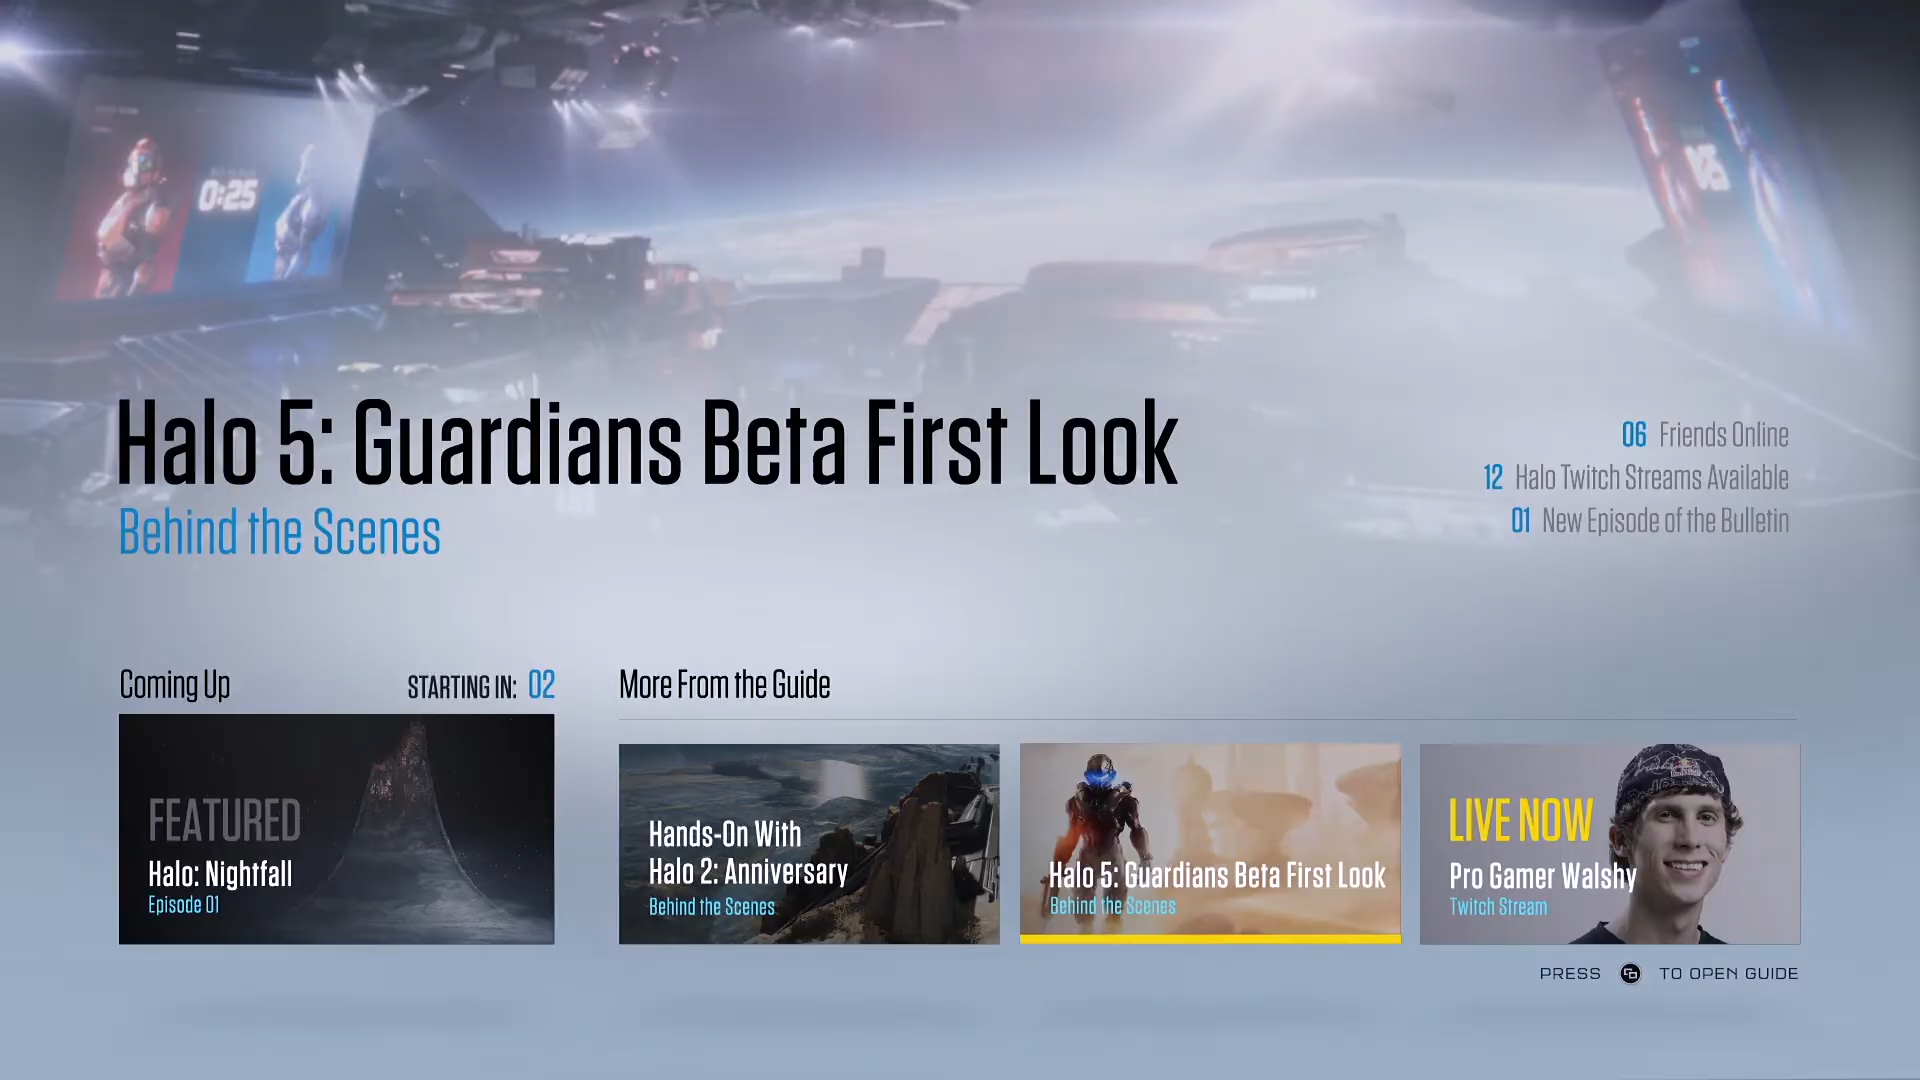 0:25
Halo 5: Guardians Beta First Look
Behind the Scenes
06 Friends Online
12 Halo Twitch Streams Available
01 New Episode of the Bulletin
Coming Up
STARTING IN: 02
FEATURED
Halo: Nightfall
Episode 01
More From the Guide
Hands-On With
Halo 2: Anniversary
Behind the Scenes
Halo 5: Guardians Beta First Look
Behind the Scenes
LIVE NOW
Pro Gamer Walshy
Twitch Stream
PRESS TO OPEN GUIDE